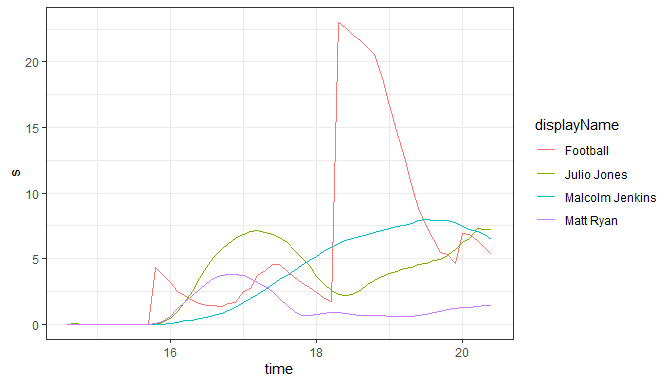 20
15
10
5
0
s
16
18
20
time
displayName
Football
Julio Jones
Malcolm Jenkins
Matt Ryan